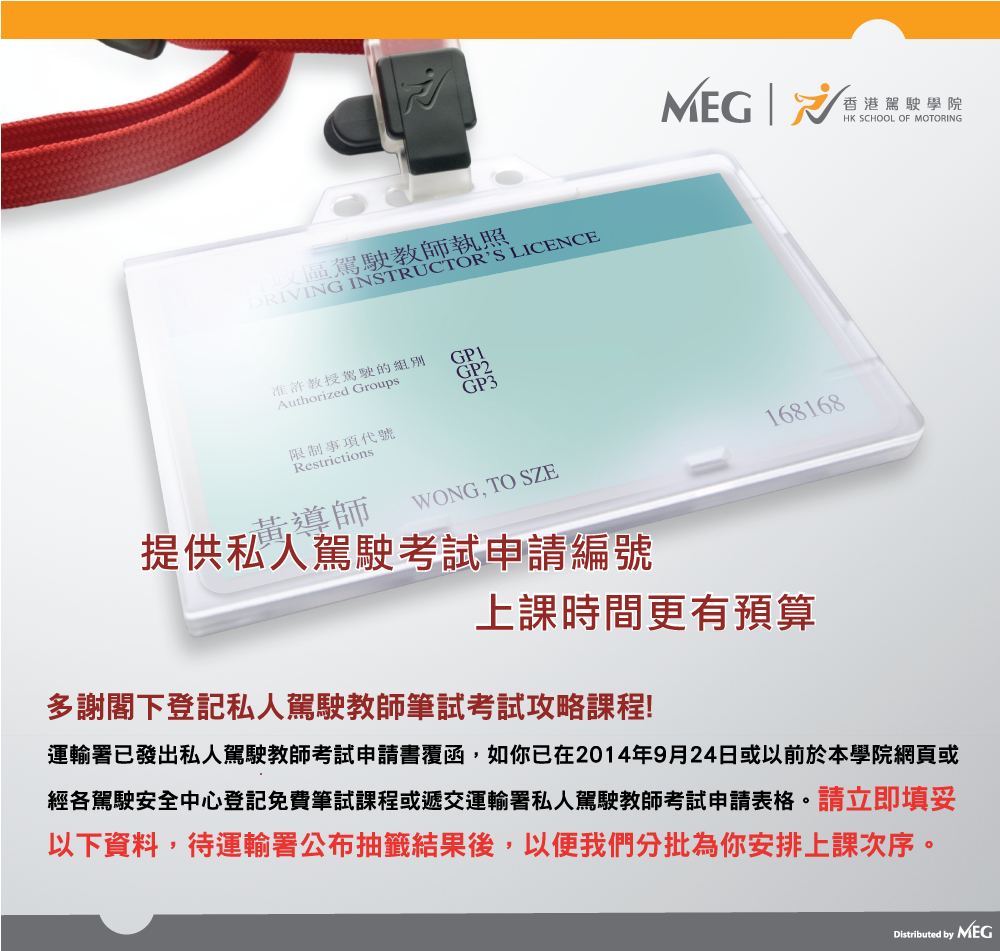 MEG
香港駕駛學院
HK SCHOOL OF MOTORING
政區駕駛教師執照
DRIVING INSTRUCTOR'S LICENCE
准許教授駕駛的組別
Authorized Groups
GP1
GP2
GP3
限制事項代號
Restrictions
168168
黃導師 WONG, TO SZE
提供私人駕駛考試申請編號
上課時間更有預算
多謝閣下登記私人駕駛教師筆試考試攻略課程!
運輸署已發出私人駕駛教師考試申請書覆函，如你已在2014年9月24日或以前於本學院網頁或
經各駕駛安全中心登記免費筆試課程或遞交運輸署私人駕駛教師考試申請表格。請立即填妥
以下資料，待運輸署公布抽籤結果後，以便我們分批為你安排上課次序。
Distributed by MEG